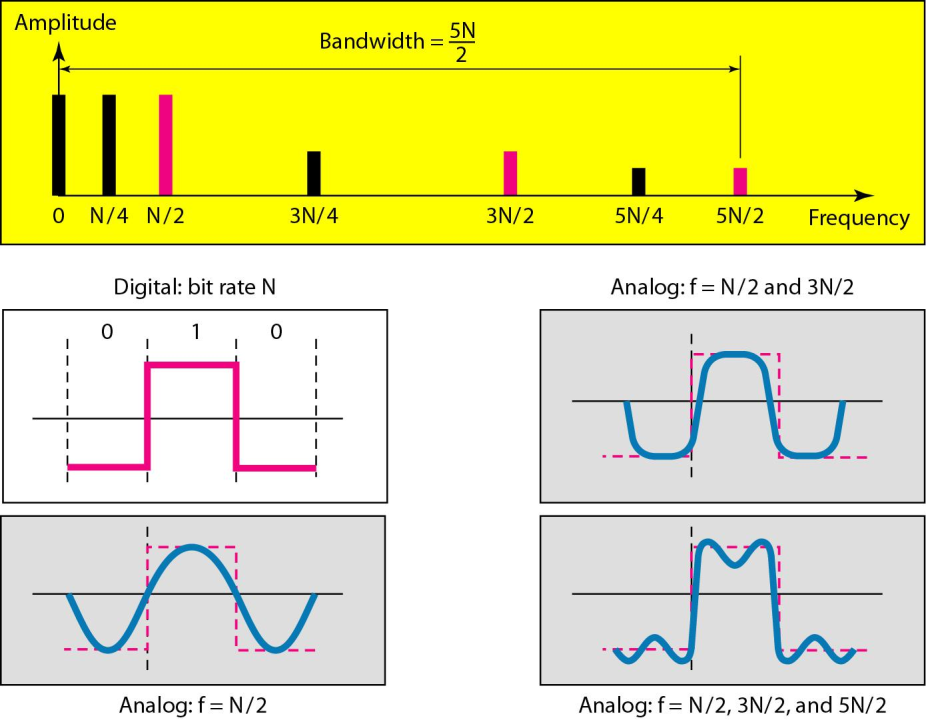 Amplitude
Bandwidth = 5N/2
0 N/4 N/2 3N/4 3N/2 5N/4 5N/2 Frequency
Digital: bit rate N
0 1 0
Analog: f = N/2 and 3N/2
Analog: f = N/2
Analog: f = N/2, 3N/2, and 5N/2